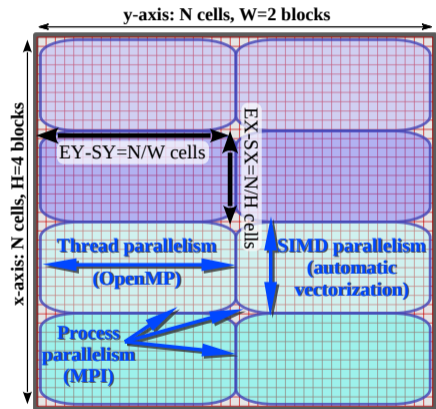 y-axis: N cells, W=2 blocks
x-axis: N cells, H=4 blocks
EY-SY=N/W cells
EX-SX=N/H cells
Thread parallelism
(OpenMP)
SIMD parallelism
(automatic
vectorization)
Process
parallelism
(MPI)